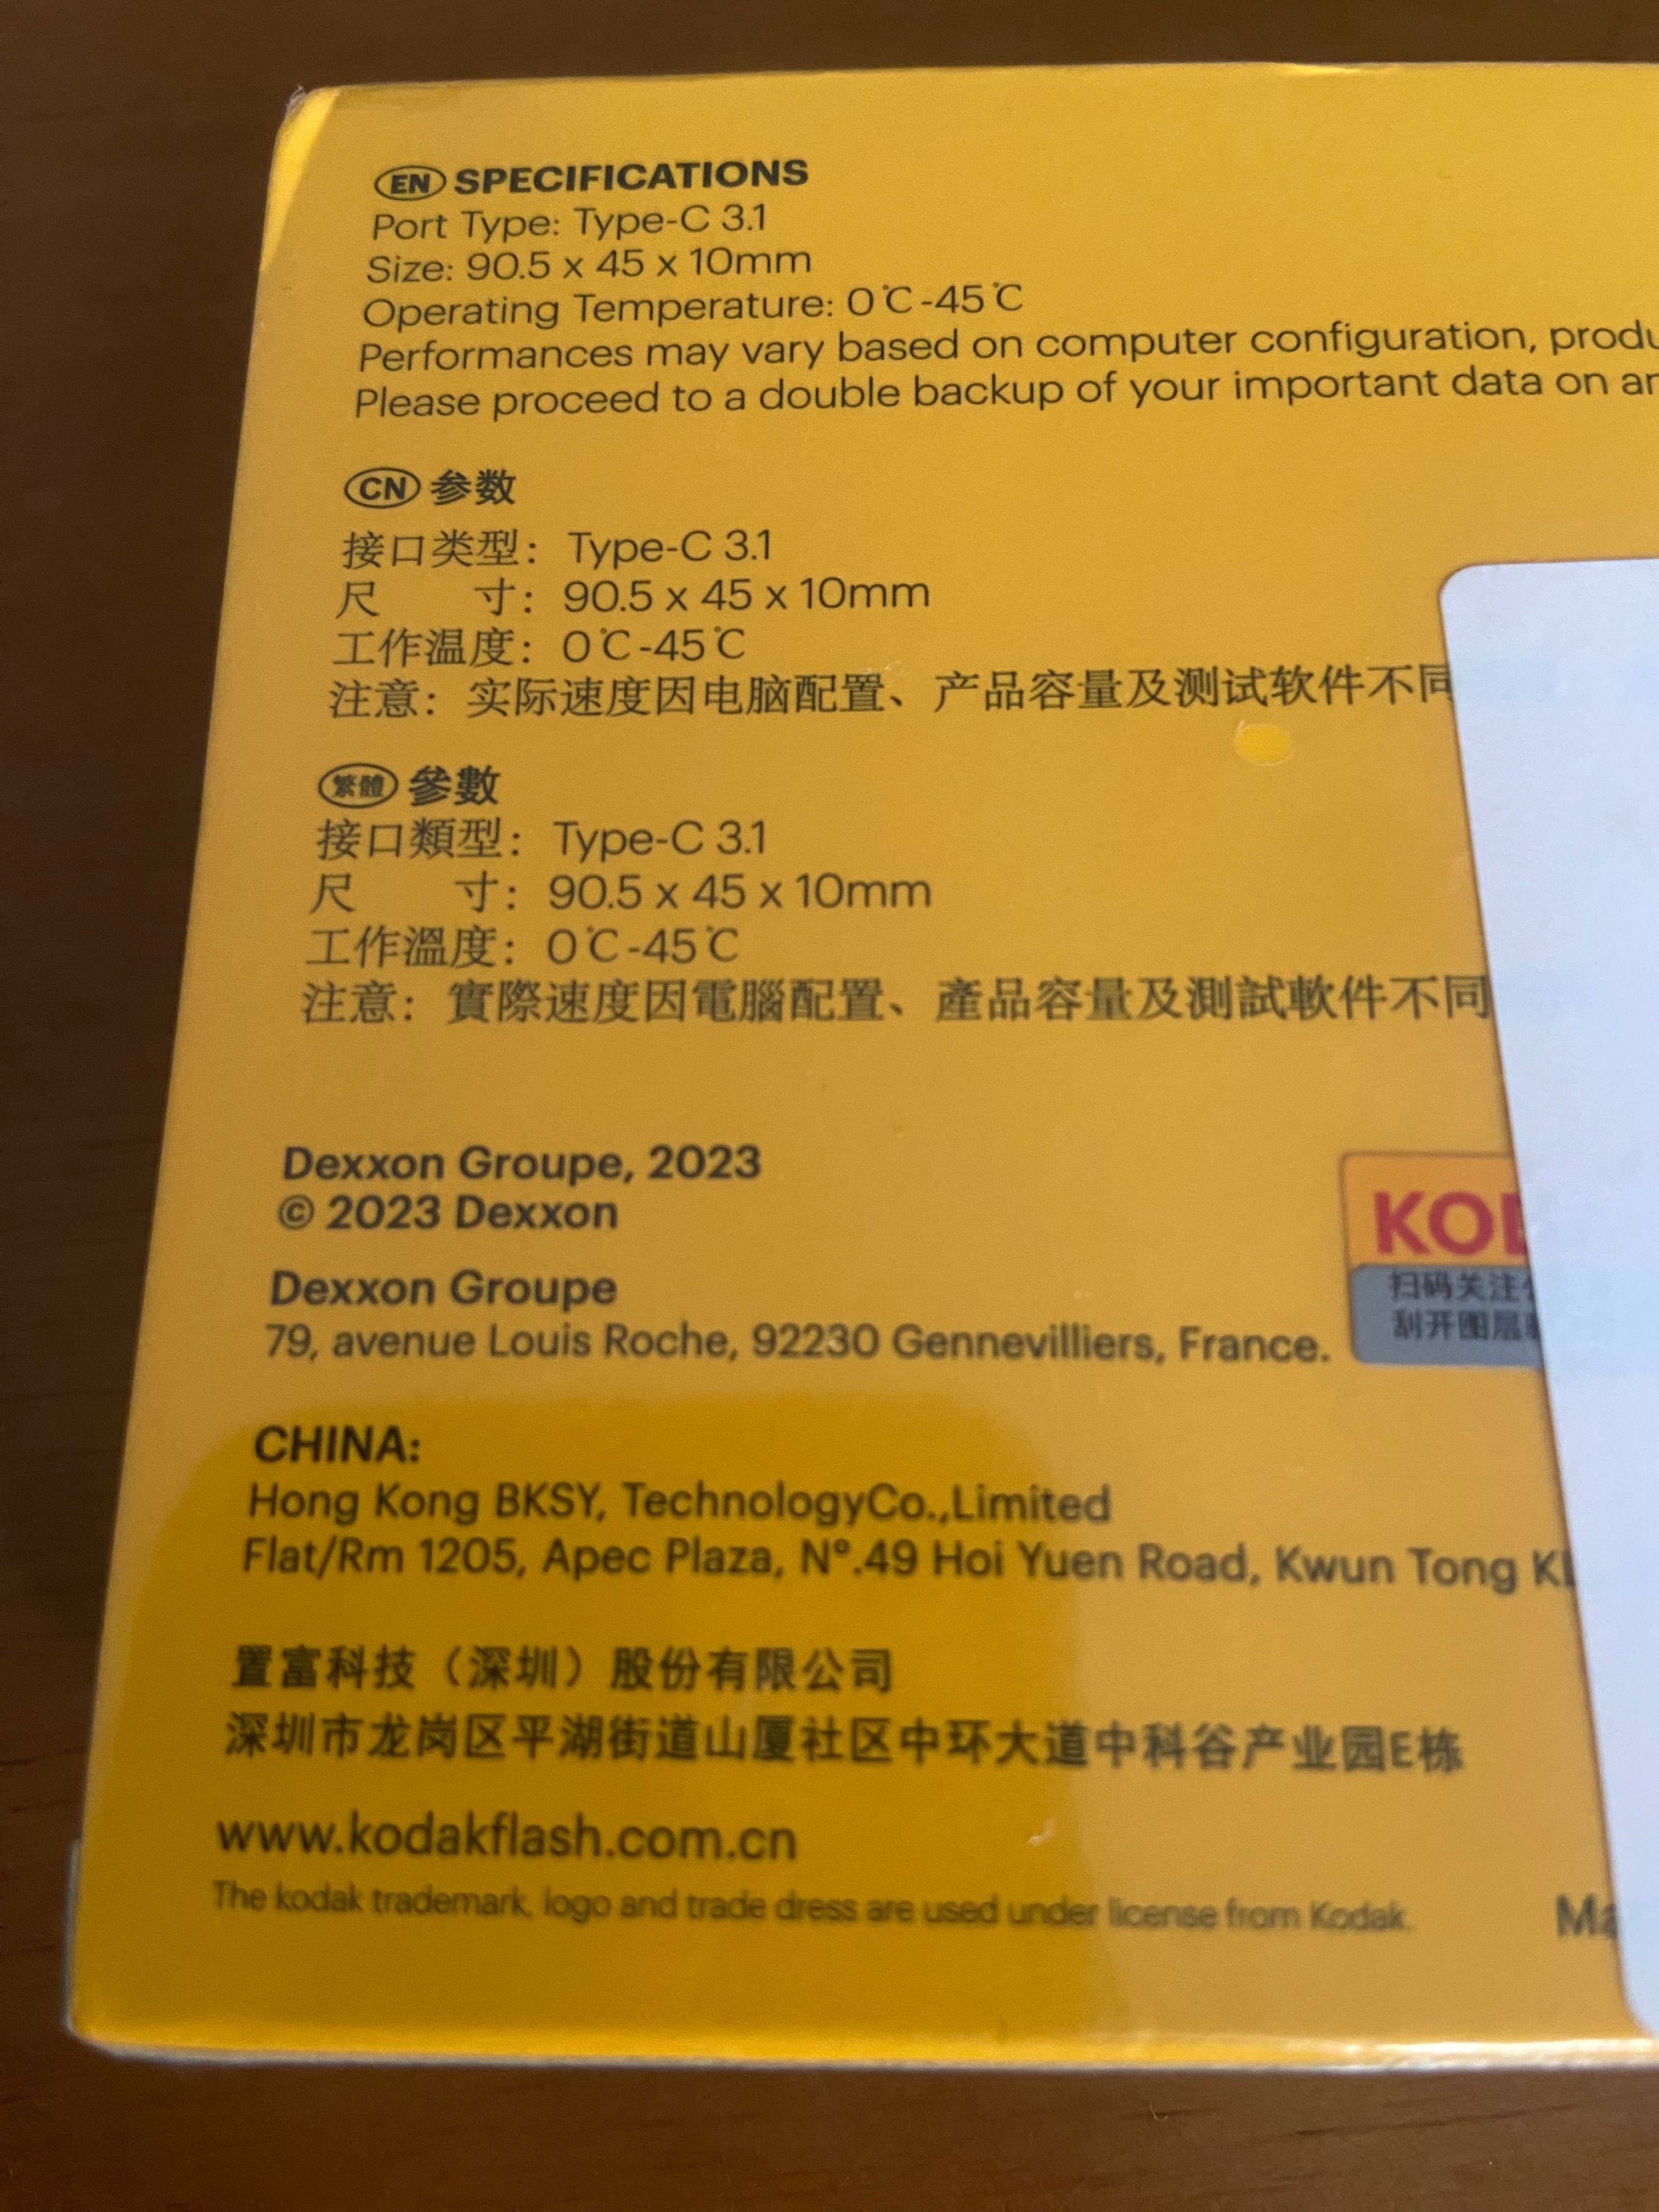 EN SPECIFICATIONS
Port Type: Type-C 3.1
Size: 90.5 x 45 x 10mm
Operating Temperature: 0℃-45℃
Performances may vary based on computer configuration,
Please proceed to a double backup of your important data on
CN 参数
接口类型： Type-C 3.1
尺 寸： 90.5 x 45 x 10mm
工作温度： 0℃-45℃
注意： 实际速度因电脑配置、产品容量及测试软件不同
繁體 參數
接口類型： Type-C 3.1
尺 寸： 90.5 x 45 x 10mm
工作溫度： 0℃-45℃
注意： 實際速度因電腦配置、產品容量及測試軟件不同
Dexxon Groupe, 2023
© 2023 Dexxon
Dexxon Groupe
79, avenue Louis Roche, 92230 Gennevilliers, France.
扫码关注
刮开图层
CHINA:
Hong Kong BKSY, TechnologyCo.,Limited
Flat/Rm 1205, Apec Plaza, Nº.49 Hoi Yuen Road, Kwun Tong
置富科技（深圳）股份有限公司
深圳市龙岗区平湖街道山厦社区中环大道中科谷产业园E栋
www.kodakflash.com.cn
The kodak trademark, logo and trade dress are used under license from Kodak.